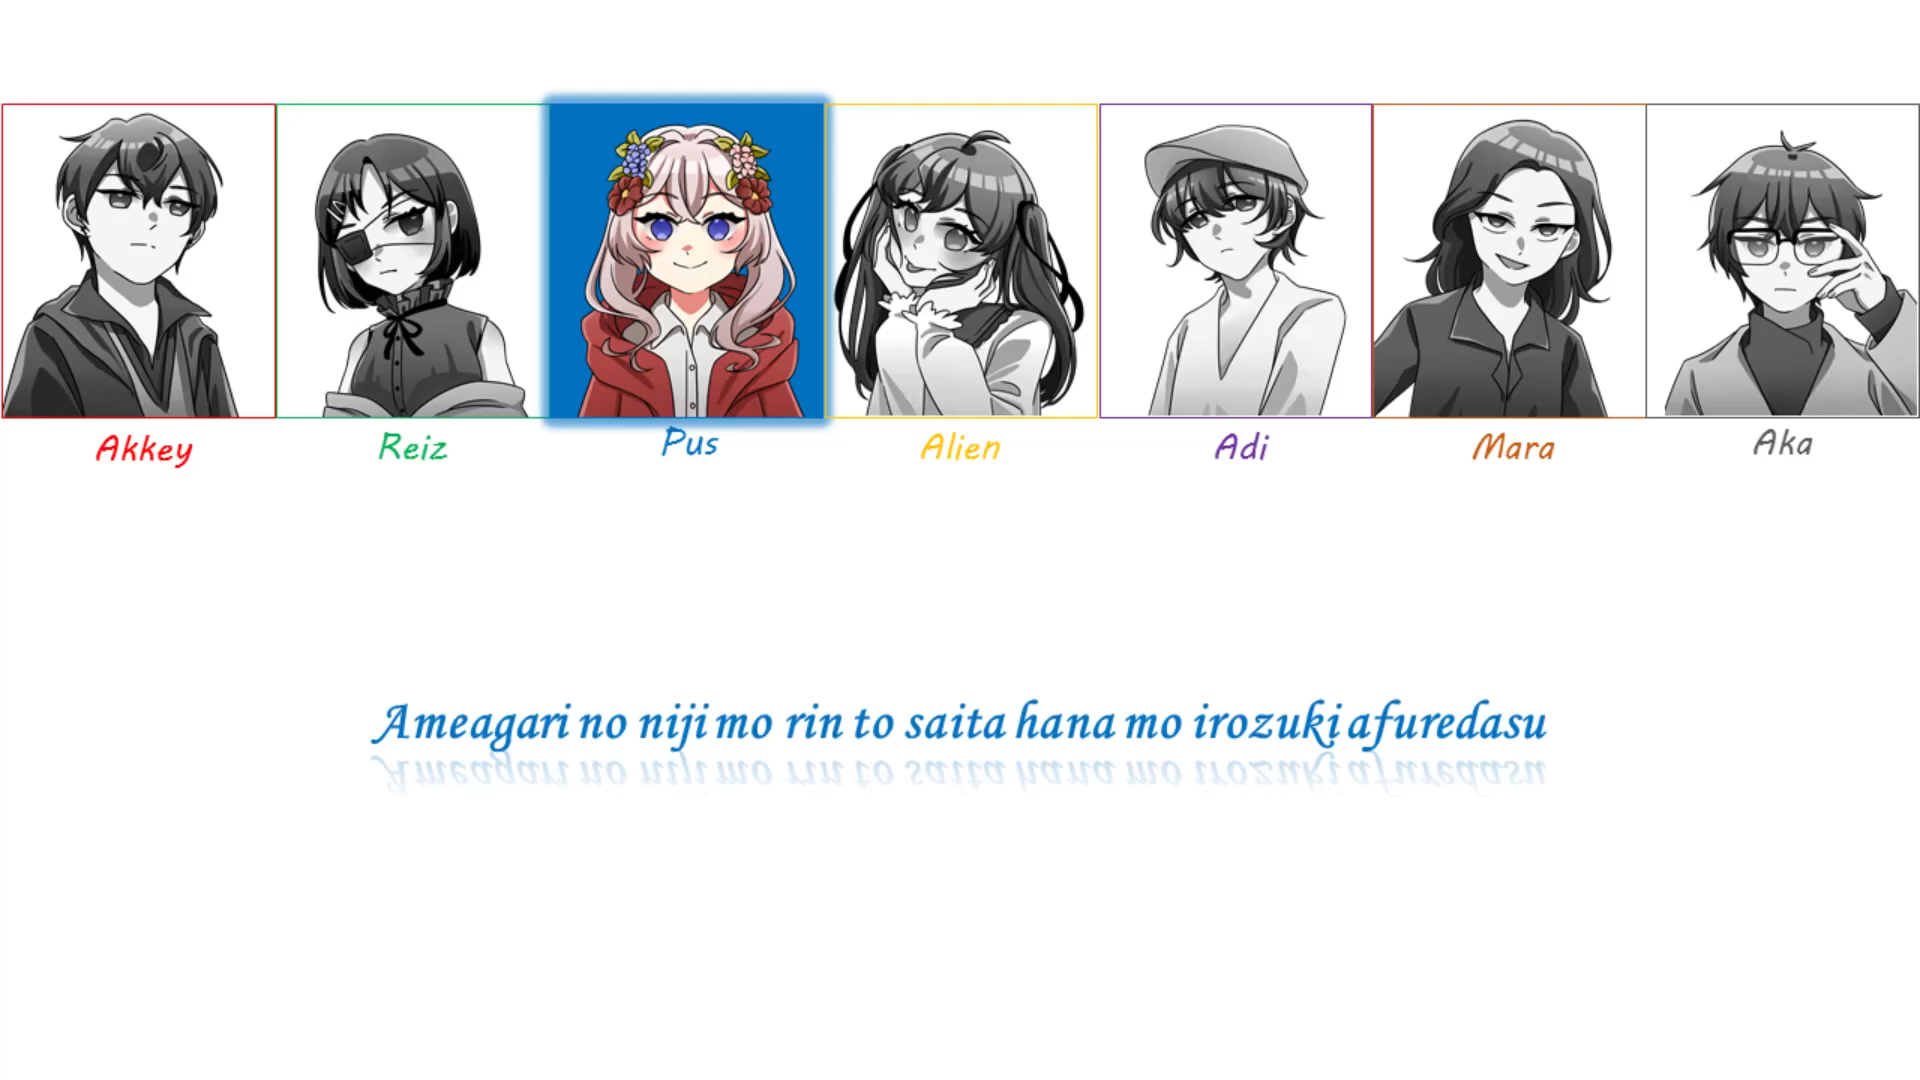 Akkey Reiz Pus Alien Adi Mara Aka
Ameagari no niji mo rin to saita hana mo irozuki afuredasu